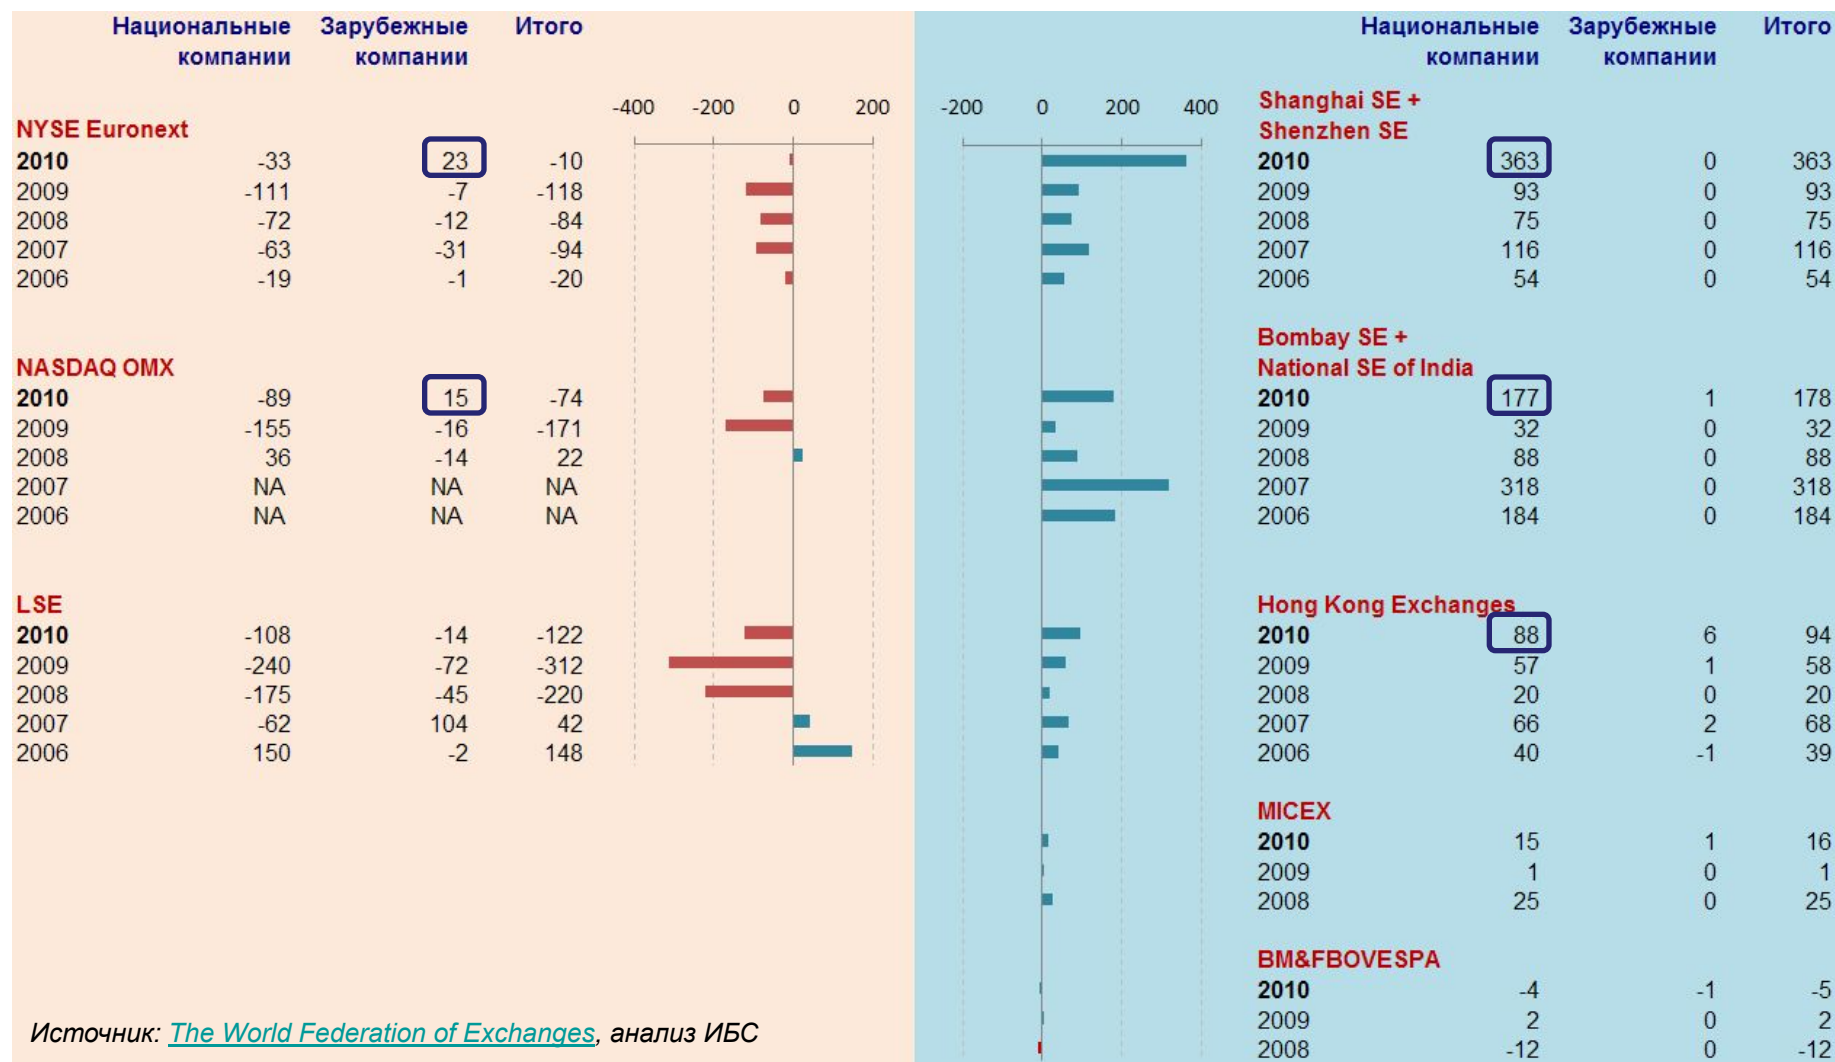 Национальные Зарубежные Итого
компании компании
-400 -200 0 200
NYSE Euronext
2010 -33 23 -10
2009 -111 -7 -118
2008 -72 -12 -84
2007 -63 -31 -94
2006 -19 -1 -20
NASDAQ OMX
2010 -89 15 -74
2009 -155 -16 -171
2008 36 -14 22
2007 NA NA NA
2006 NA NA NA
LSE
2010 -108 -14 -122
2009 -240 -72 -312
2008 -175 -45 -220
2007 -62 104 42
2006 150 -2 148
Источник: The World Federation of Exchanges, анализ ИБС
Национальные Зарубежные Итого
компании компании
-200 0 200 400
Shanghai SE +
Shenzhen SE
2010 363 0 363
2009 93 0 93
2008 75 0 75
2007 116 0 116
2006 54 0 54
Bombay SE +
National SE of India
2010 177 1 178
2009 32 0 32
2008 88 0 88
2007 318 0 318
2006 184 0 184
Hong Kong Exchanges
2010 88 6 94
2009 57 1 58
2008 20 0 20
2007 66 2 68
2006 40 -1 39
MICEX
2010 15 1 16
2009 1 0 1
2008 25 0 25
BM&FBOVESPA
2010 -4 -1 -5
2009 2 0 2
2008 -12 0 -12